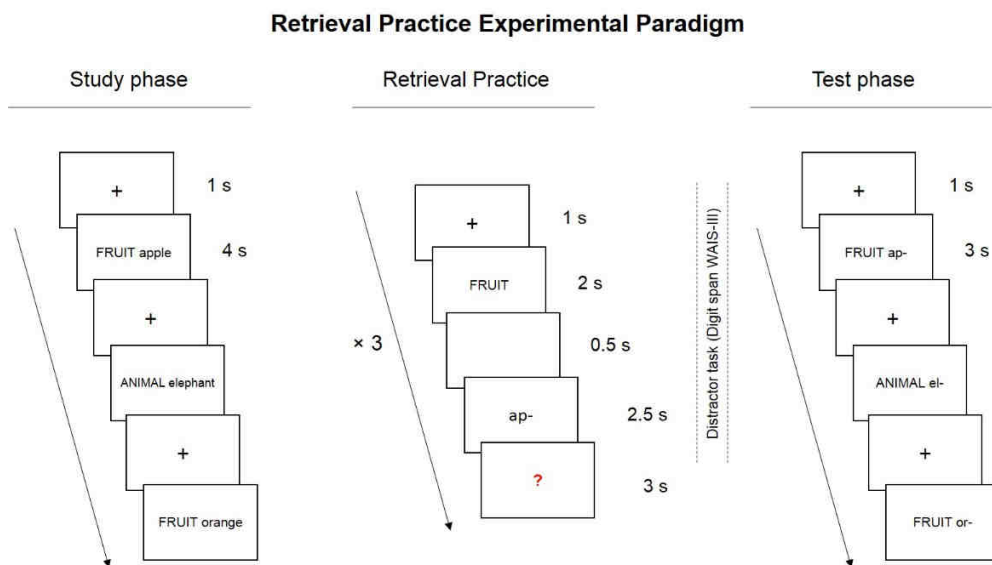 Retrieval Practice Experimental Paradigm
Study phase
+
1 s
FRUIT apple
4 s
+
ANIMAL elephant
+
FRUIT orange
Retrieval Practice
× 3
+
1 s
FRUIT
2 s
0.5 s
ap-
2.5 s
?
3 s
Distractor task (Digit span WAIS-III)
Test phase
+
1 s
FRUIT ap-
3 s
+
ANIMAL el-
+
FRUIT or-